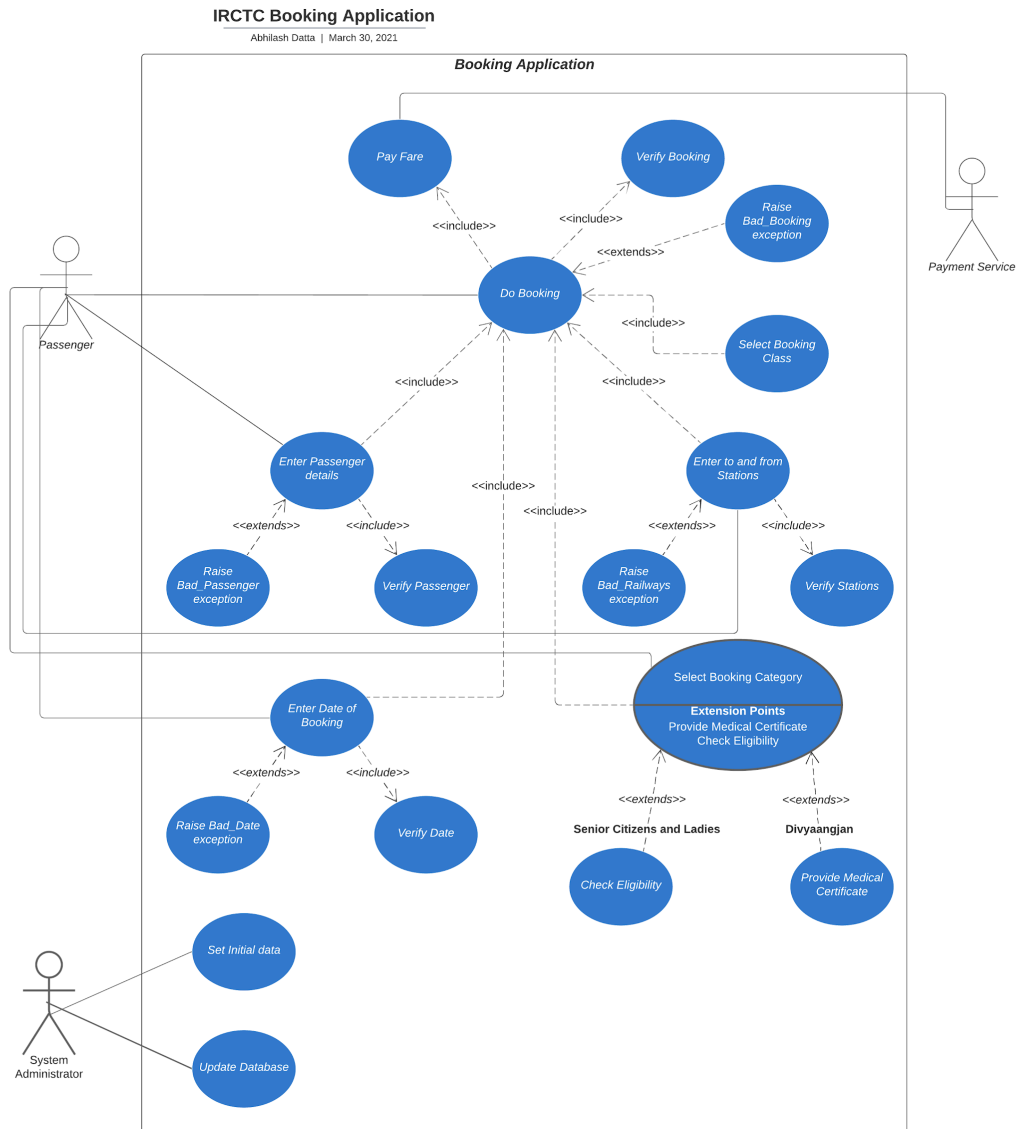 IRCTC Booking Application
Abhilash Datta | March 30, 2021
Booking Application
Pay Fare
Verify Booking
Raise
Bad_Booking
exception
<<include>>
<<include>>
<<extends>>
Payment Service
Do Booking
<<include>>
Passenger
Select Booking
Class
<<include>>
<<include>>
Enter Passenger
details
Enter to and from
Stations
<<include>>
<<include>>
<<extends>>
<<include>>
<<extends>>
<<include>>
Raise
Bad_Passenger
exception
Verify Passenger
Raise
Bad_Railways
exception
Verify Stations
Select Booking Category
Extension Points
Provide Medical Certificate
Check Eligibility
Enter Date of
Booking
<<extends>>
<<include>>
<<extends>>
<<extends>>
Senior Citizens and Ladies
Divyaangjan
Raise Bad_Date
exception
Verify Date
Check Eligibility
Provide Medical
Certificate
Set Initial data
System
Administrator
Update Database